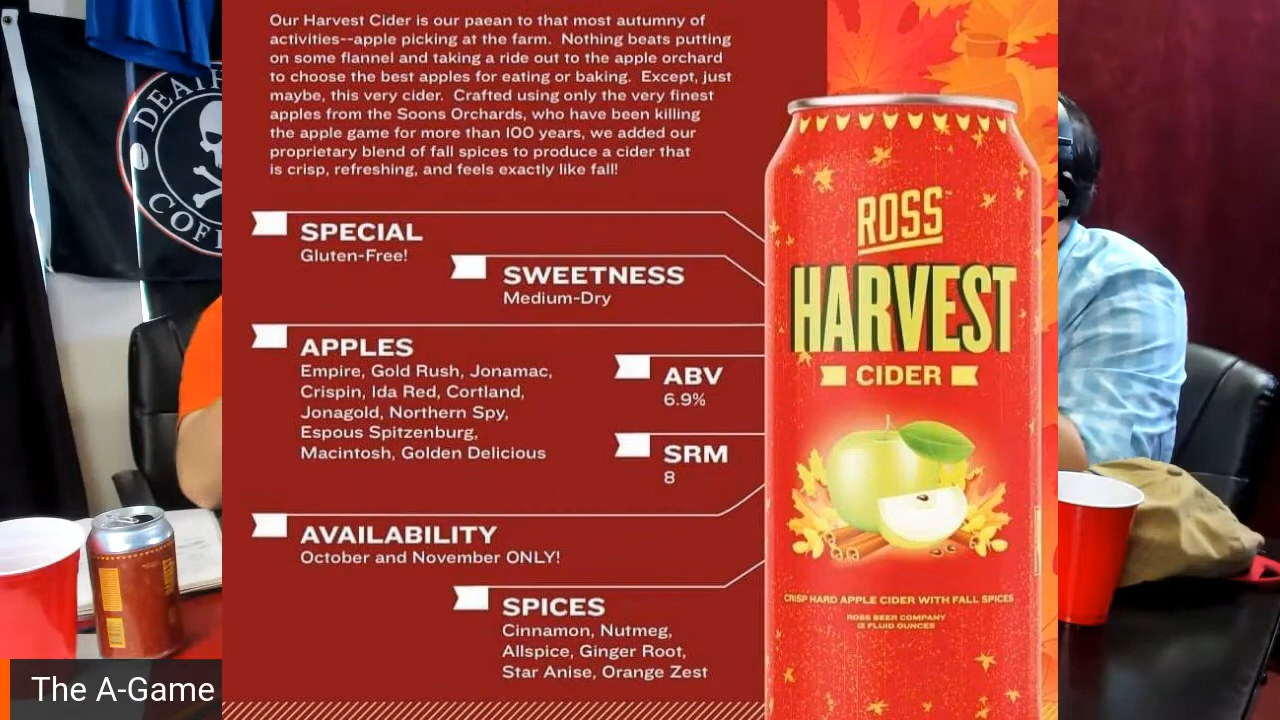 Our Harvest Cider is our paean to that most autumny of
activities--apple picking at the farm. Nothing beats putting
on some flannel and taking a ride out to the apple orchard
to choose the best apples for eating or baking. Except, just
maybe, this very cider. Crafted using only the very finest
apples from the Soons Orchards, who have been killing
the apple game for more than 100 years, we added our
proprietary blend of fall spices to produce a cider that
is crisp, refreshing, and feels exactly like fall!
DEATH
COF
SPECIAL
Gluten-Free!
SWEETNESS
Medium-Dry
APPLES
Empire, Gold Rush, Jonamac,
Crispin, Ida Red, Cortland,
Jonagold, Northern Spy,
Espous Spitzenburg,
Macintosh, Golden Delicious
ABV
6.9%
SRM
8
AVAILABILITY
October and November ONLY!
SPICES
Cinnamon, Nutmeg,
Allspice, Ginger Root,
Star Anise, Orange Zest
ROSS
HARVEST
CIDER
CRISP HARD APPLE CIDER WITH FALL SPICES
ROSS BEER COMPANY
12 FLUID OUNCES
HARVEST
The A-Game